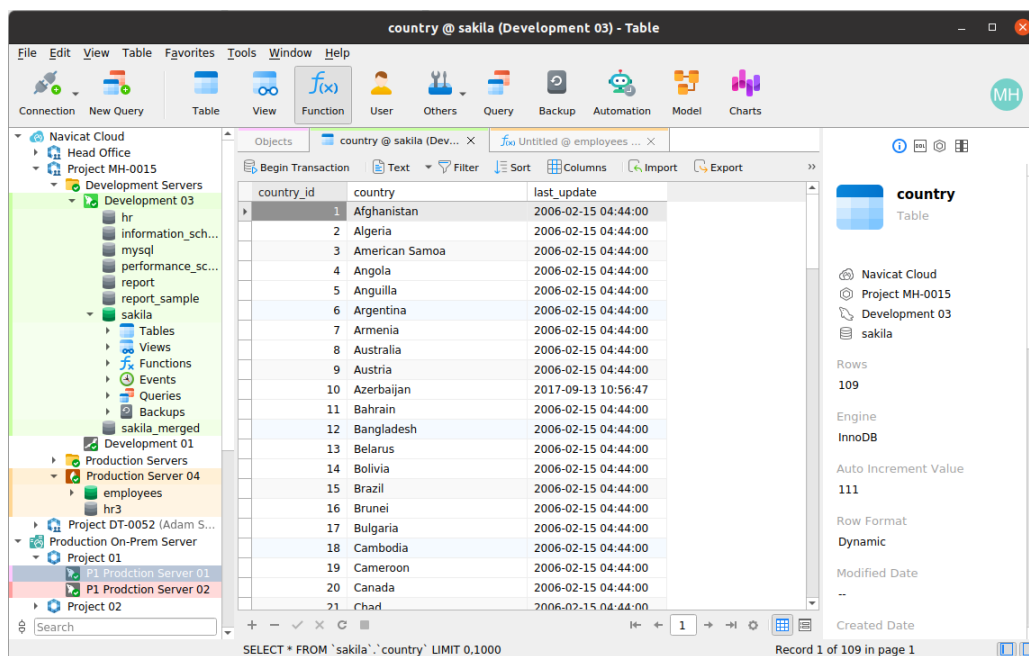 country @ sakila (Development 03) - Table
File Edit View Table Favorites Tools Window Help
Connection New Query Table View Function User Others Query Backup Automation Model Charts
MH
Navicat Cloud
Head Office
Project MH-0015
Development Servers
Development 03
hr
information_sch...
mysql
performance_sc...
report
report_sample
sakila
Tables
Views
Functions
Events
Queries
Backups
sakila_merged
Development 01
Production Servers
Production Server 04
employees
hr3
Project DT-0052 (Adam S...
Production On-Prem Server
Project 01
P1 Prodction Server 01
P1 Prodction Server 02
Project 02
Search
Objects country @ sakila (Dev... Untitled @ employees ...
Begin Transaction Text Filter Sort Columns Import Export
country_id country last_update
1 Afghanistan 2006-02-15 04:44:00
2 Algeria 2006-02-15 04:44:00
3 American Samoa 2006-02-15 04:44:00
4 Angola 2006-02-15 04:44:00
5 Anguilla 2006-02-15 04:44:00
6 Argentina 2006-02-15 04:44:00
7 Armenia 2006-02-15 04:44:00
8 Australia 2006-02-15 04:44:00
9 Austria 2006-02-15 04:44:00
10 Azerbaijan 2017-09-13 10:56:47
11 Bahrain 2006-02-15 04:44:00
12 Bangladesh 2006-02-15 04:44:00
13 Belarus 2006-02-15 04:44:00
14 Bolivia 2006-02-15 04:44:00
15 Brazil 2006-02-15 04:44:00
16 Brunei 2006-02-15 04:44:00
17 Bulgaria 2006-02-15 04:44:00
18 Cambodia 2006-02-15 04:44:00
19 Cameroon 2006-02-15 04:44:00
20 Canada 2006-02-15 04:44:00
21 Chad 2006-02-15 04:44:00
1
SELECT * FROM `sakila`.`country` LIMIT 0,1000
Record 1 of 109 in page 1
country
Table
Navicat Cloud
Project MH-0015
Development 03
sakila
Rows
109
Engine
InnoDB
Auto Increment Value
111
Row Format
Dynamic
Modified Date
--
Created Date